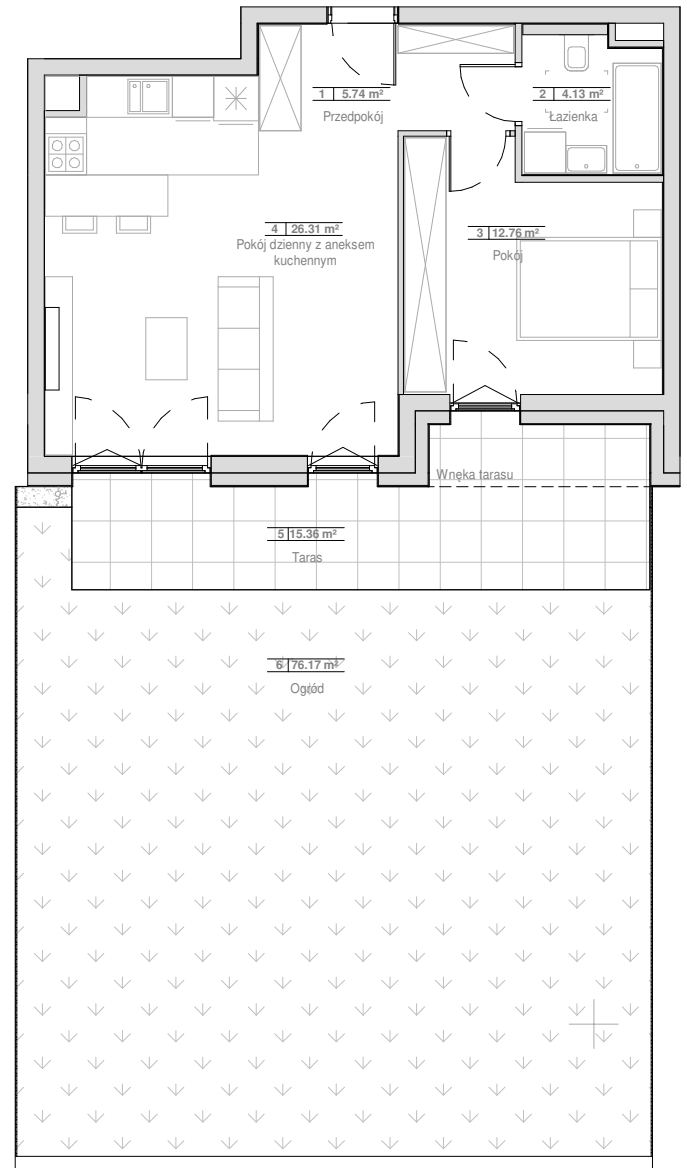 1 5.74 m²
Przedpokój
2 4.13 m²
Łazienka
4 26.31 m²
Pokój dzienny z aneksem
kuchennym
3 12.76 m²
Pokój
Wnęka tarasu
5 15.36 m²
Taras
6 76.17 m²
Ogród